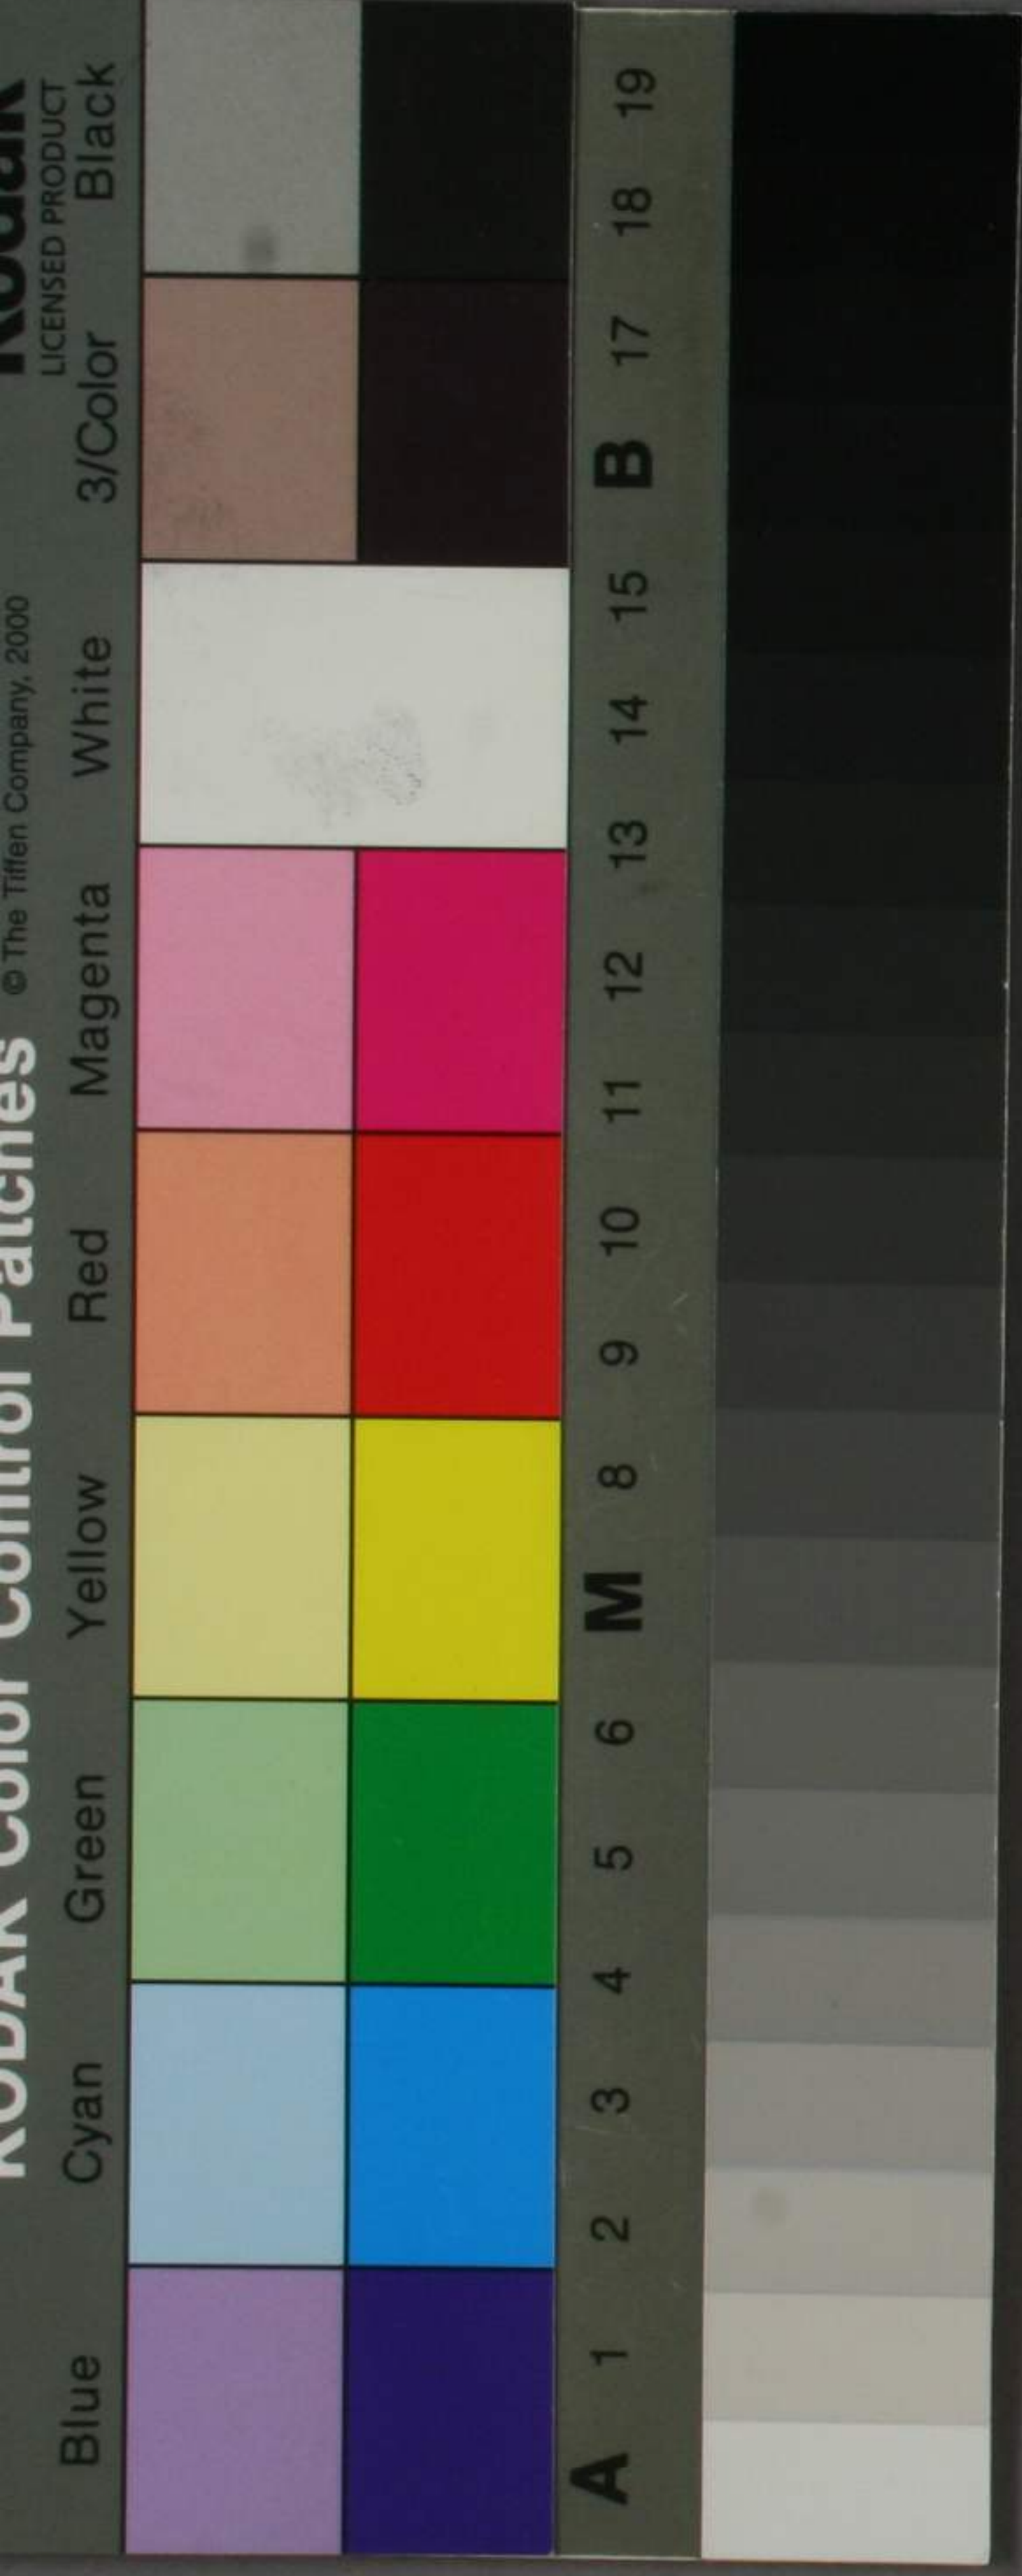 KODAK Color Control Patches © The Tiffen Company, 2000
Kodak
LICENSED PRODUCT
Blue Cyan Green Yellow Red Magenta White 3/Color Black
A 1 2 3 4 5 6 M 8 9 10 11 12 13 14 15 B 17 18 19